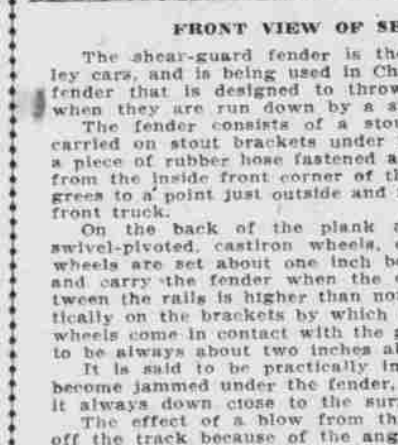 FRONT VIEW OF SE
The shear-guard fender is the
ley cars, and is being used in Ch
fender that is designed to throw
when they are run down by a s
The fender consists of a stou
carried on stout brackets under
a piece of rubber hose fastened a
from the inside front corner of th
grees to a point just outside and
front truck.
On the back of the plank a
swivel-pivoted, castiron wheels,
wheels are set about one inch be
and carry the fender when the
tween the rails is higher than no
tically on the brackets by which
wheels come in contact with the
to be always about two inches a
It is said to be practically in
become jammed under the fender,
it always down close to the sur
The effect of a blow from th
off the track because of the ang